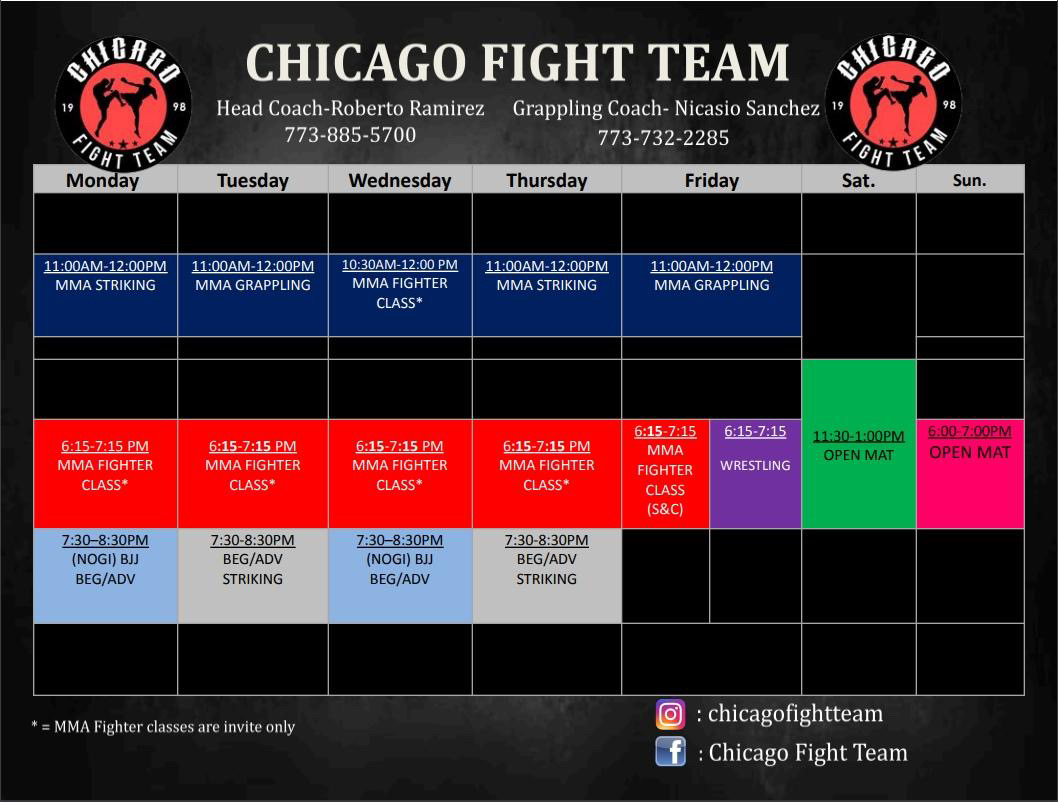 CHICAGO
19 98
FIGHT TEAM
CHICAGO FIGHT TEAM
Head Coach-Roberto Ramirez
773-885-5700
Grappling Coach- Nicasio Sanchez
773-732-2285
CHICAGO
19 98
FIGHT TEAM
Monday Tuesday Wednesday Thursday Friday Sat. Sun.
11:00AM-12:00PM
MMA STRIKING
11:00AM-12:00PM
MMA GRAPPLING
10:30AM-12:00 PM
MMA FIGHTER
CLASS*
11:00AM-12:00PM
MMA STRIKING
11:00AM-12:00PM
MMA GRAPPLING
6:15-7:15 PM
MMA FIGHTER
CLASS*
6:15-7:15 PM
MMA FIGHTER
CLASS*
6:15-7:15 PM
MMA FIGHTER
CLASS*
6:15-7:15 PM
MMA FIGHTER
CLASS*
6:15-7:15
MMA
FIGHTER
CLASS
(S&C)
6:15-7:15
WRESTLING
11:30-1:00PM
OPEN MAT
6:00-7:00PM
OPEN MAT
7:30–8:30PM
(NOGI) BJJ
BEG/ADV
7:30-8:30PM
BEG/ADV
STRIKING
7:30–8:30PM
(NOGI) BJJ
BEG/ADV
7:30-8:30PM
BEG/ADV
STRIKING
* = MMA Fighter classes are invite only
: chicagofightteam
: Chicago Fight Team